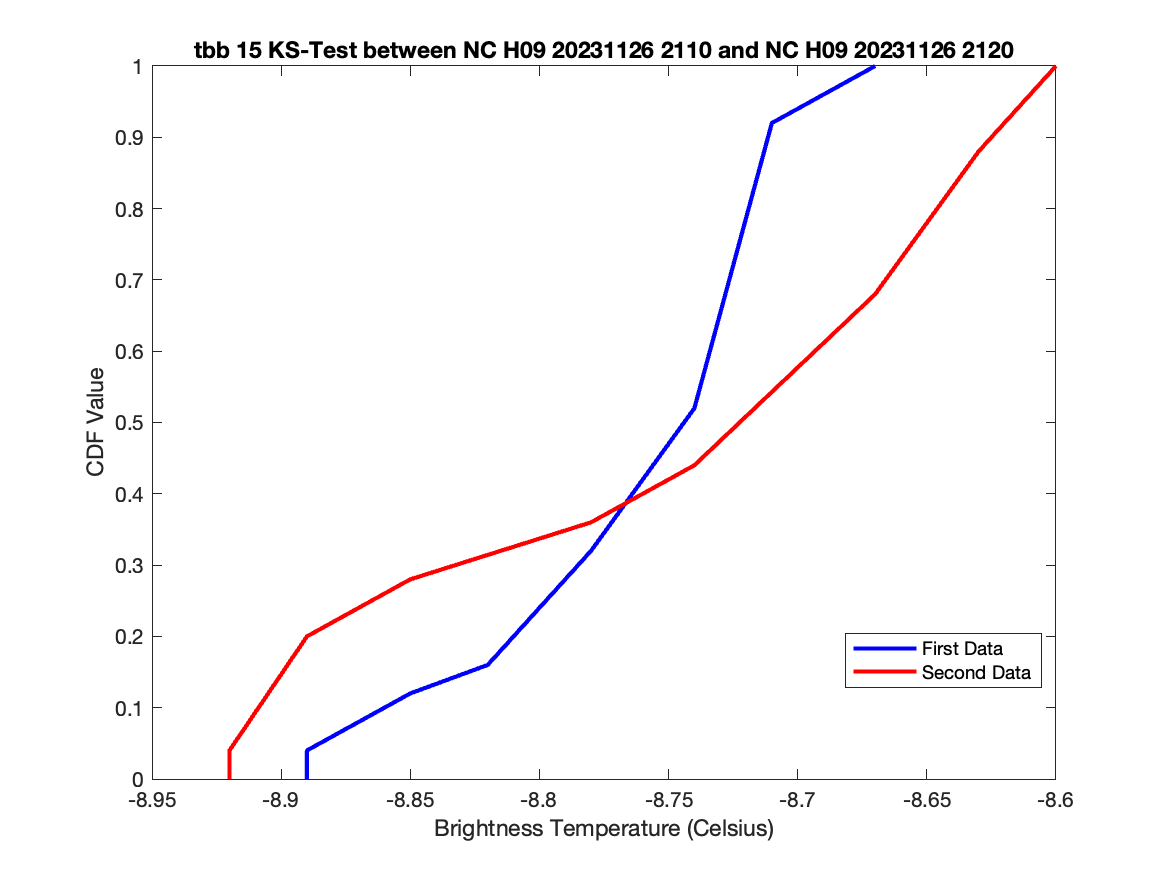 tbb 15 KS-Test between NC H09 20231126 2110 and NC H09 20231126 2120
1
0.9
0.8
0.7
0.6
0.5
0.4
0.3
0.2
0.1
0
CDF Value
First Data
Second Data
-8.95 -8.9 -8.85 -8.8 -8.75 -8.7 -8.65 -8.6
Brightness Temperature (Celsius)